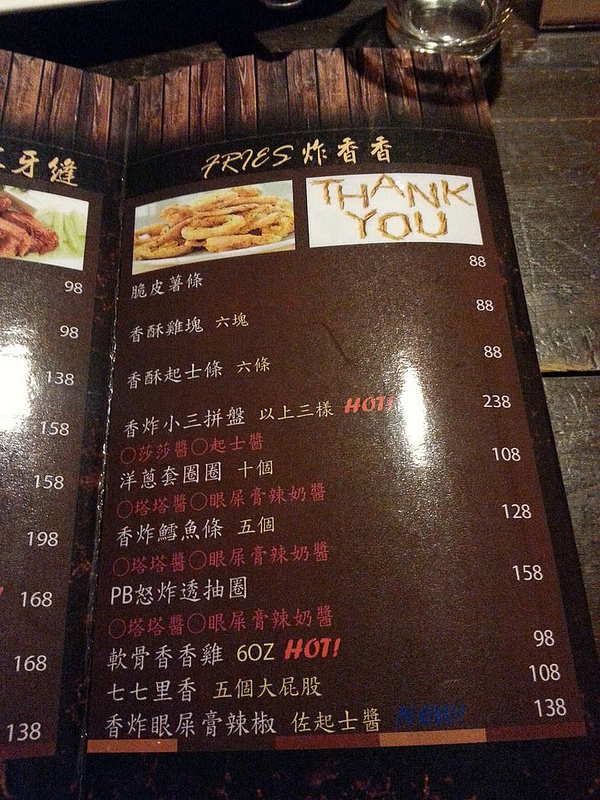 牙縫
98
98
138
158
158
198
168
168
138
FRIES 炸香香
THANK
YOU
脆皮薯條 88
香酥雞塊 六塊 88
香酥起士條 六條 88
香炸小三拼盤 以上三樣 HOT! 238
○莎莎醬○起士醬
洋蔥套圈圈 十個 108
○塔塔醬○眼屎膏辣奶醬
香炸鱈魚條 五個 128
○塔塔醬○眼屎膏辣奶醬
PB怒炸透抽圈 158
○塔塔醬○眼屎膏辣奶醬
軟骨香香雞 6OZ HOT! 98
七七里香 五個大屁股 108
香炸眼屎膏辣椒 佐起士醬 138